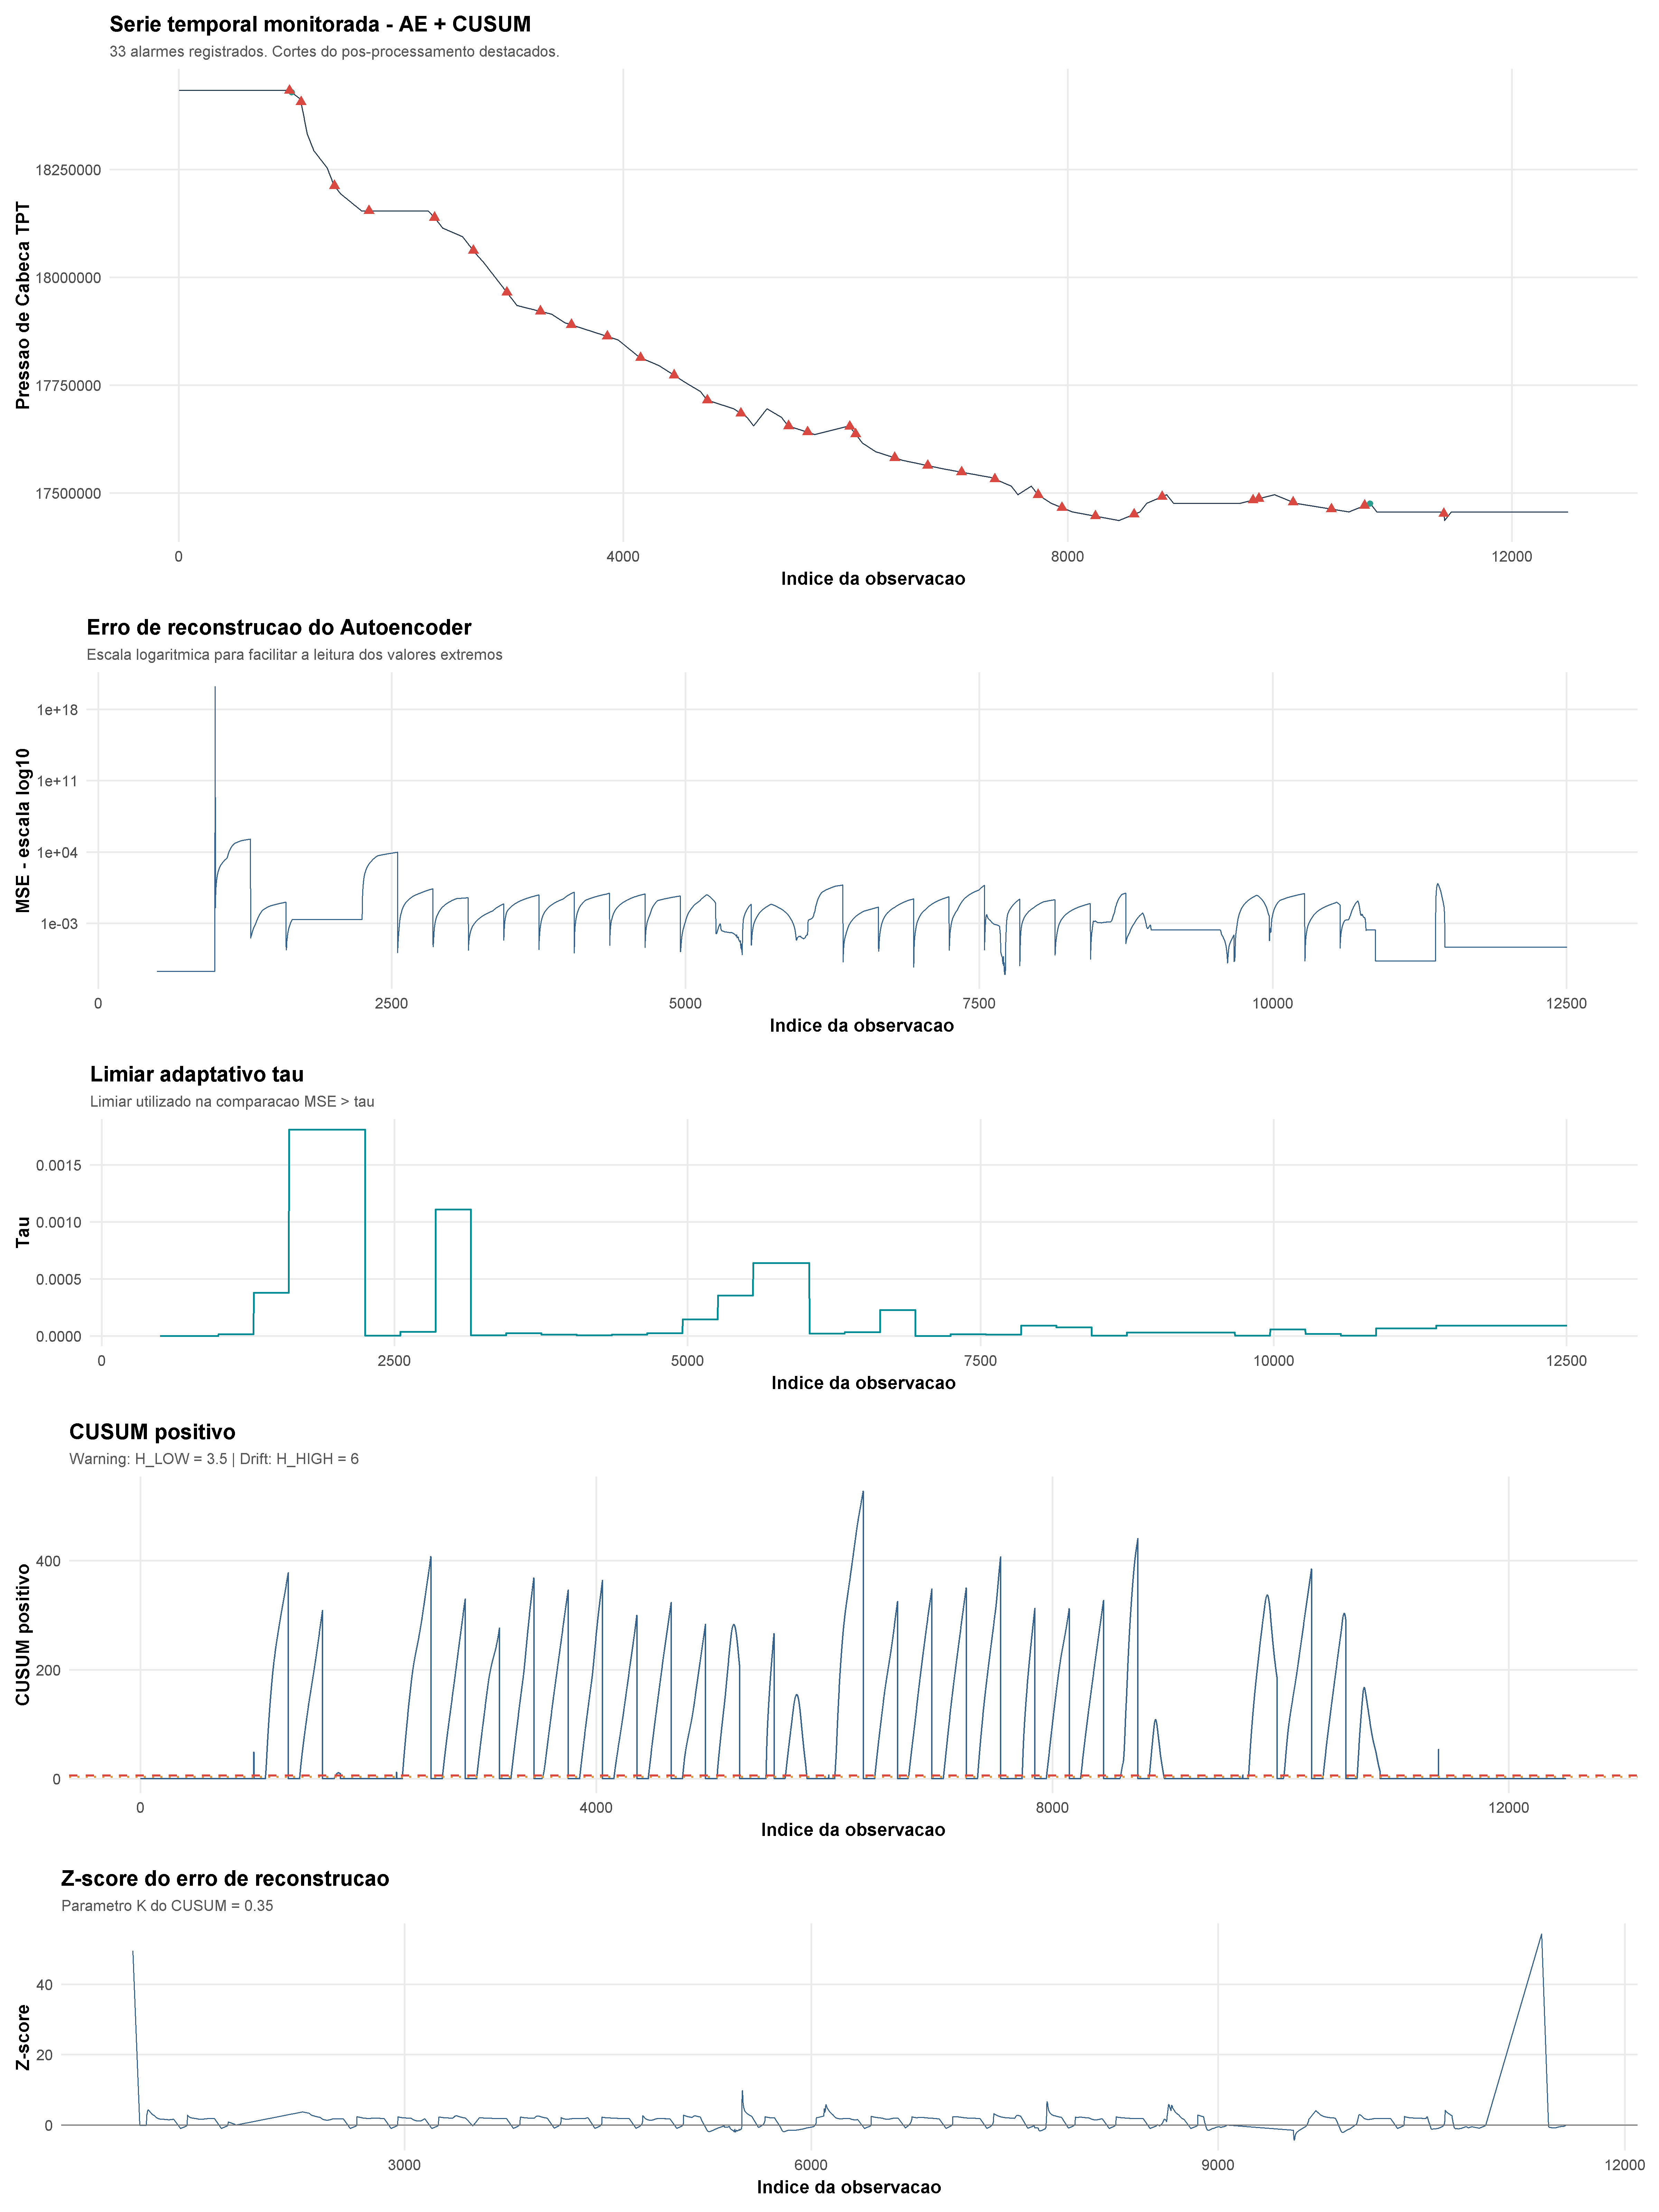 Serie temporal monitorada - AE + CUSUM
33 alarmes registrados. Cortes do pos-processamento destacados.
Pressao de Cabeca TPT
18250000
18000000
17750000
17500000
0 4000 8000 12000
Indice da observacao
Erro de reconstrucao do Autoencoder
Escala logaritmica para facilitar a leitura dos valores extremos
MSE - escala log10
1e+18
1e+11
1e+04
1e-03
0 2500 5000 7500 10000 12500
Indice da observacao
Limiar adaptativo tau
Limiar utilizado na comparacao MSE > tau
Tau
0.0015
0.0010
0.0005
0.0000
0 2500 5000 7500 10000 12500
Indice da observacao
CUSUM positivo
Warning: H_LOW = 3.5 | Drift: H_HIGH = 6
CUSUM positivo
400
200
0
0 4000 8000 12000
Indice da observacao
Z-score do erro de reconstrucao
Parametro K do CUSUM = 0.35
Z-score
40
20
0
3000 6000 9000 12000
Indice da observacao